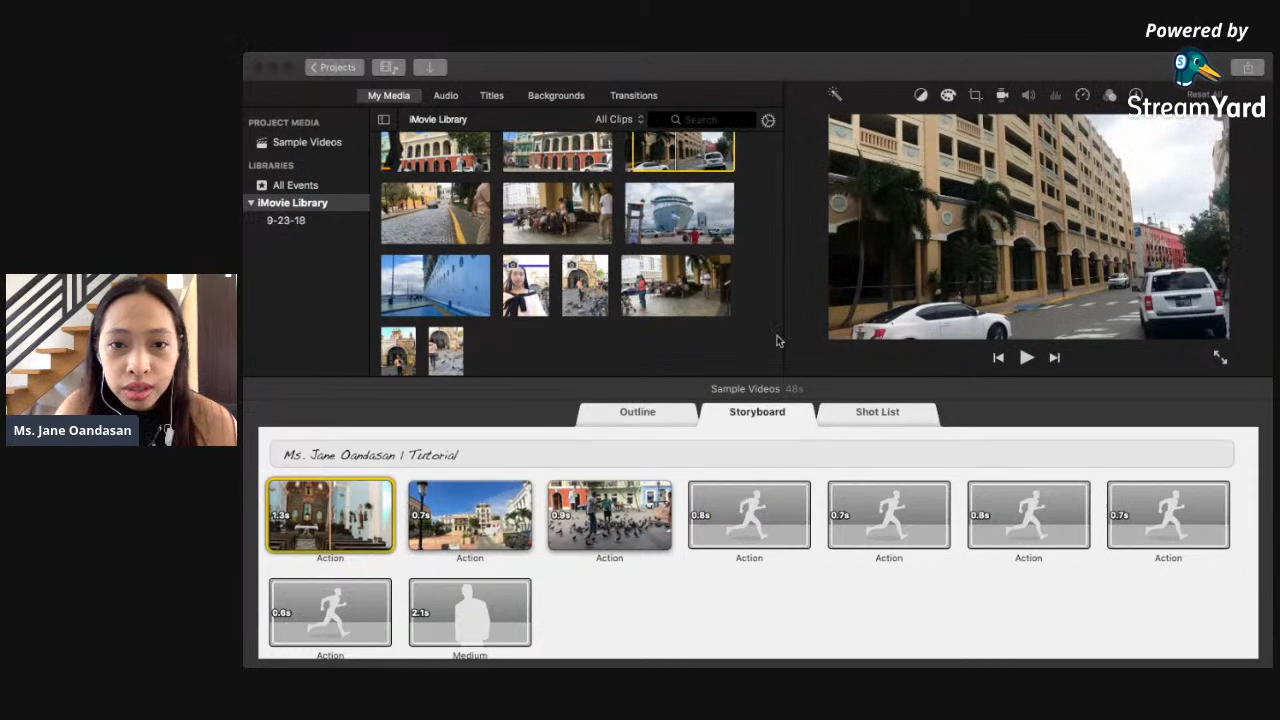 Powered by
StreamYard
Projects
My Media
Audio
Titles
Backgrounds
Transitions
Reset All
PROJECT MEDIA
Sample Videos
LIBRARIES
All Events
iMovie Library
9-23-18
iMovie Library
All Clips
Search
Sample Videos 48s
Outline
Storyboard
Shot List
Ms. Jane Oandasan | Tutorial
1.3s
0.7s
0.9s
0.8s
0.7s
0.8s
0.7s
Action
Action
Action
Action
Action
Action
Action
0.6s
2.1s
Action
Medium
Ms. Jane Oandasan